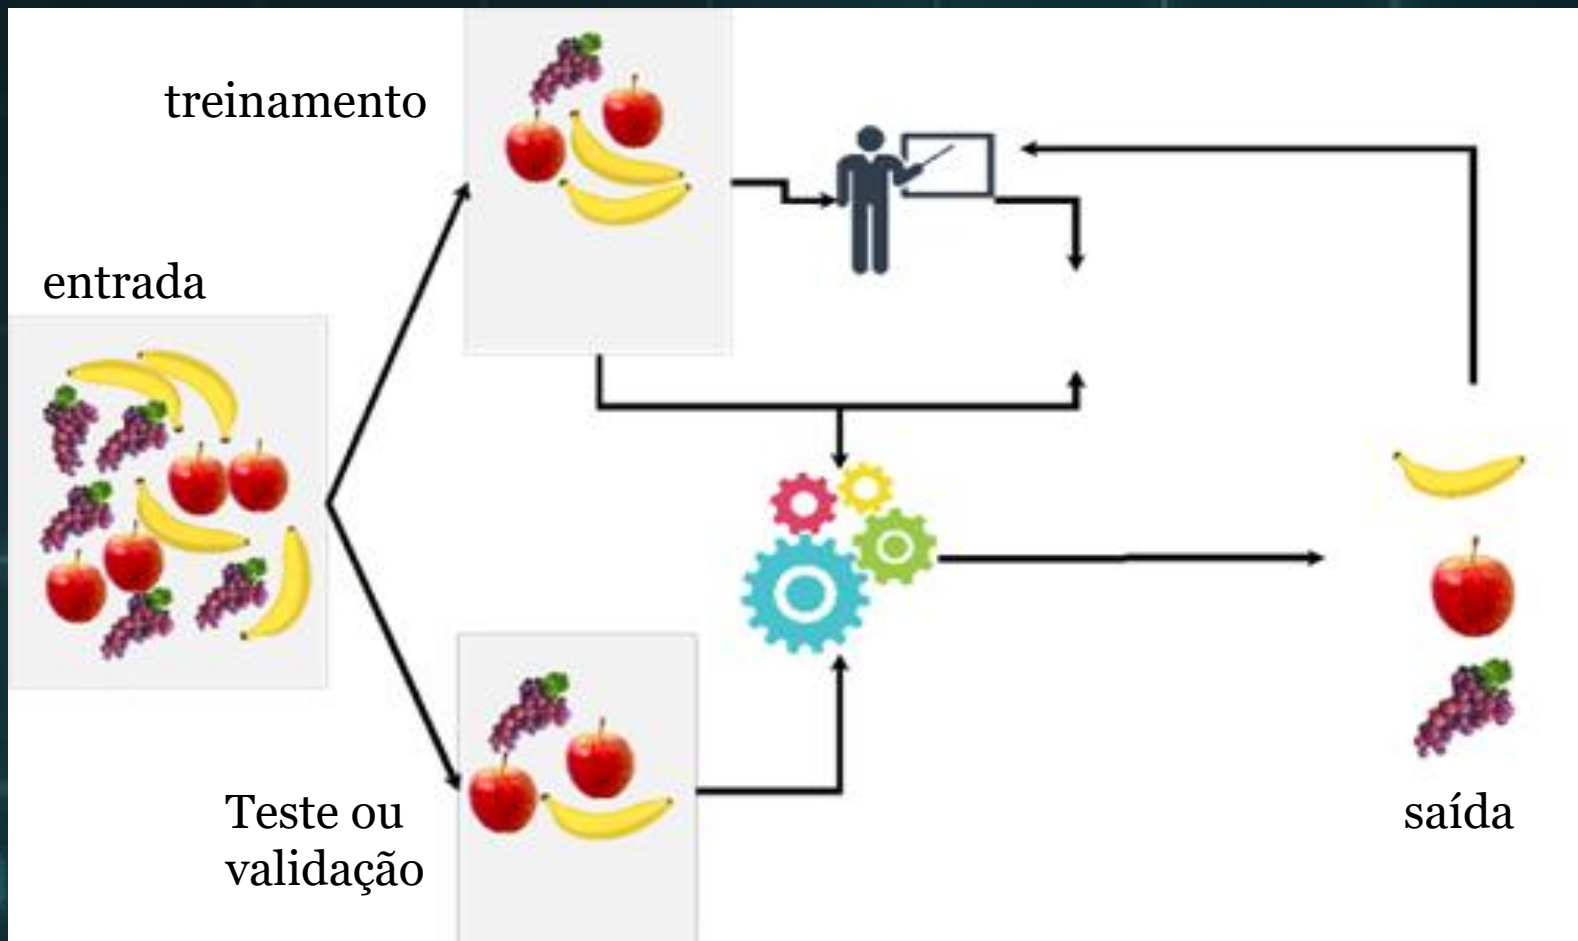 treinamento
entrada
Teste ou
validação
saída